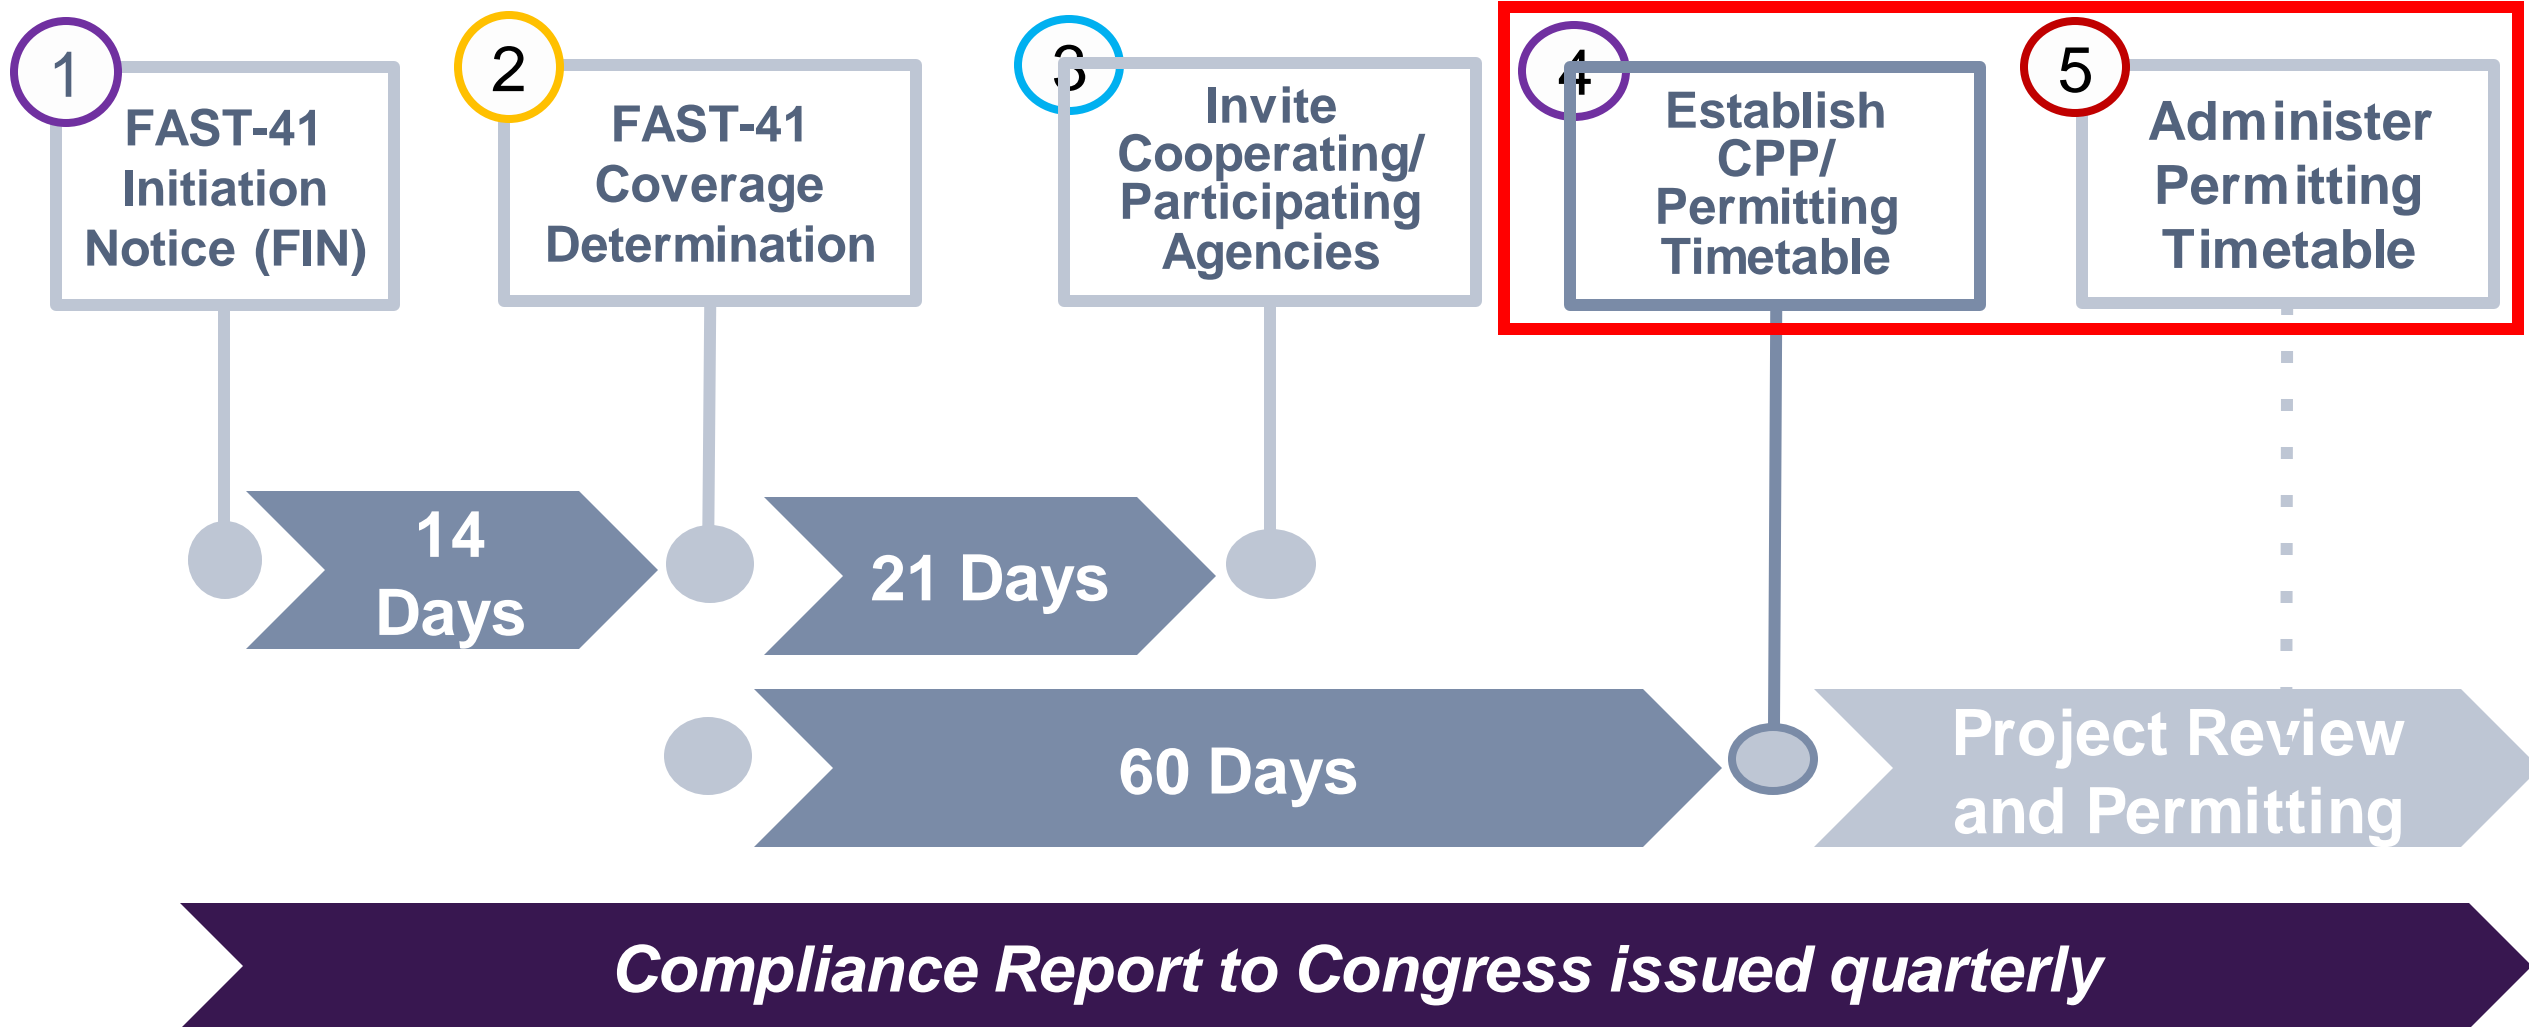 1
FAST-41
Initiation
Notice (FIN)
2
FAST-41
Coverage
Determination
3
Invite
Cooperating/
Participating
Agencies
4
Establish
CPP/
Permitting
Timetable
5
Administer
Permitting
Timetable
14
Days
21 Days
60 Days
Project Review
and Permitting
Compliance Report to Congress issued quarterly